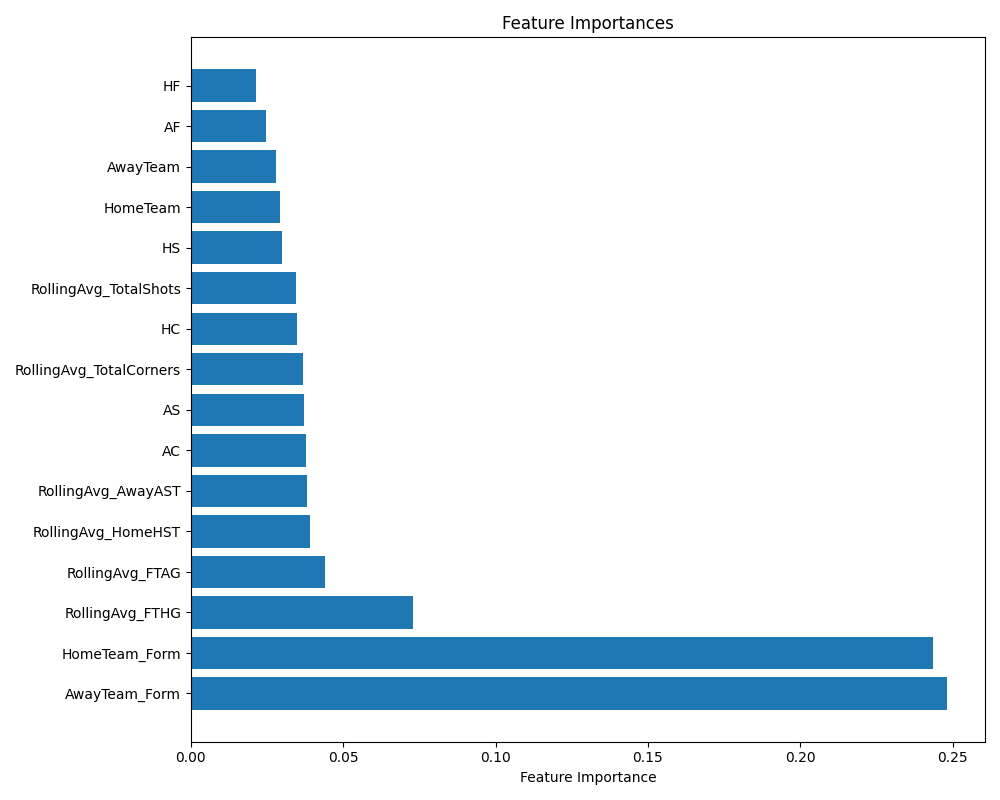 Feature Importances
HF
AF
AwayTeam
HomeTeam
HS
RollingAvg_TotalShots
HC
RollingAvg_TotalCorners
AS
AC
RollingAvg_AwayAST
RollingAvg_HomeHST
RollingAvg_FTAG
RollingAvg_FTHG
HomeTeam_Form
AwayTeam_Form
0.00 0.05 0.10 0.15 0.20 0.25
Feature Importance